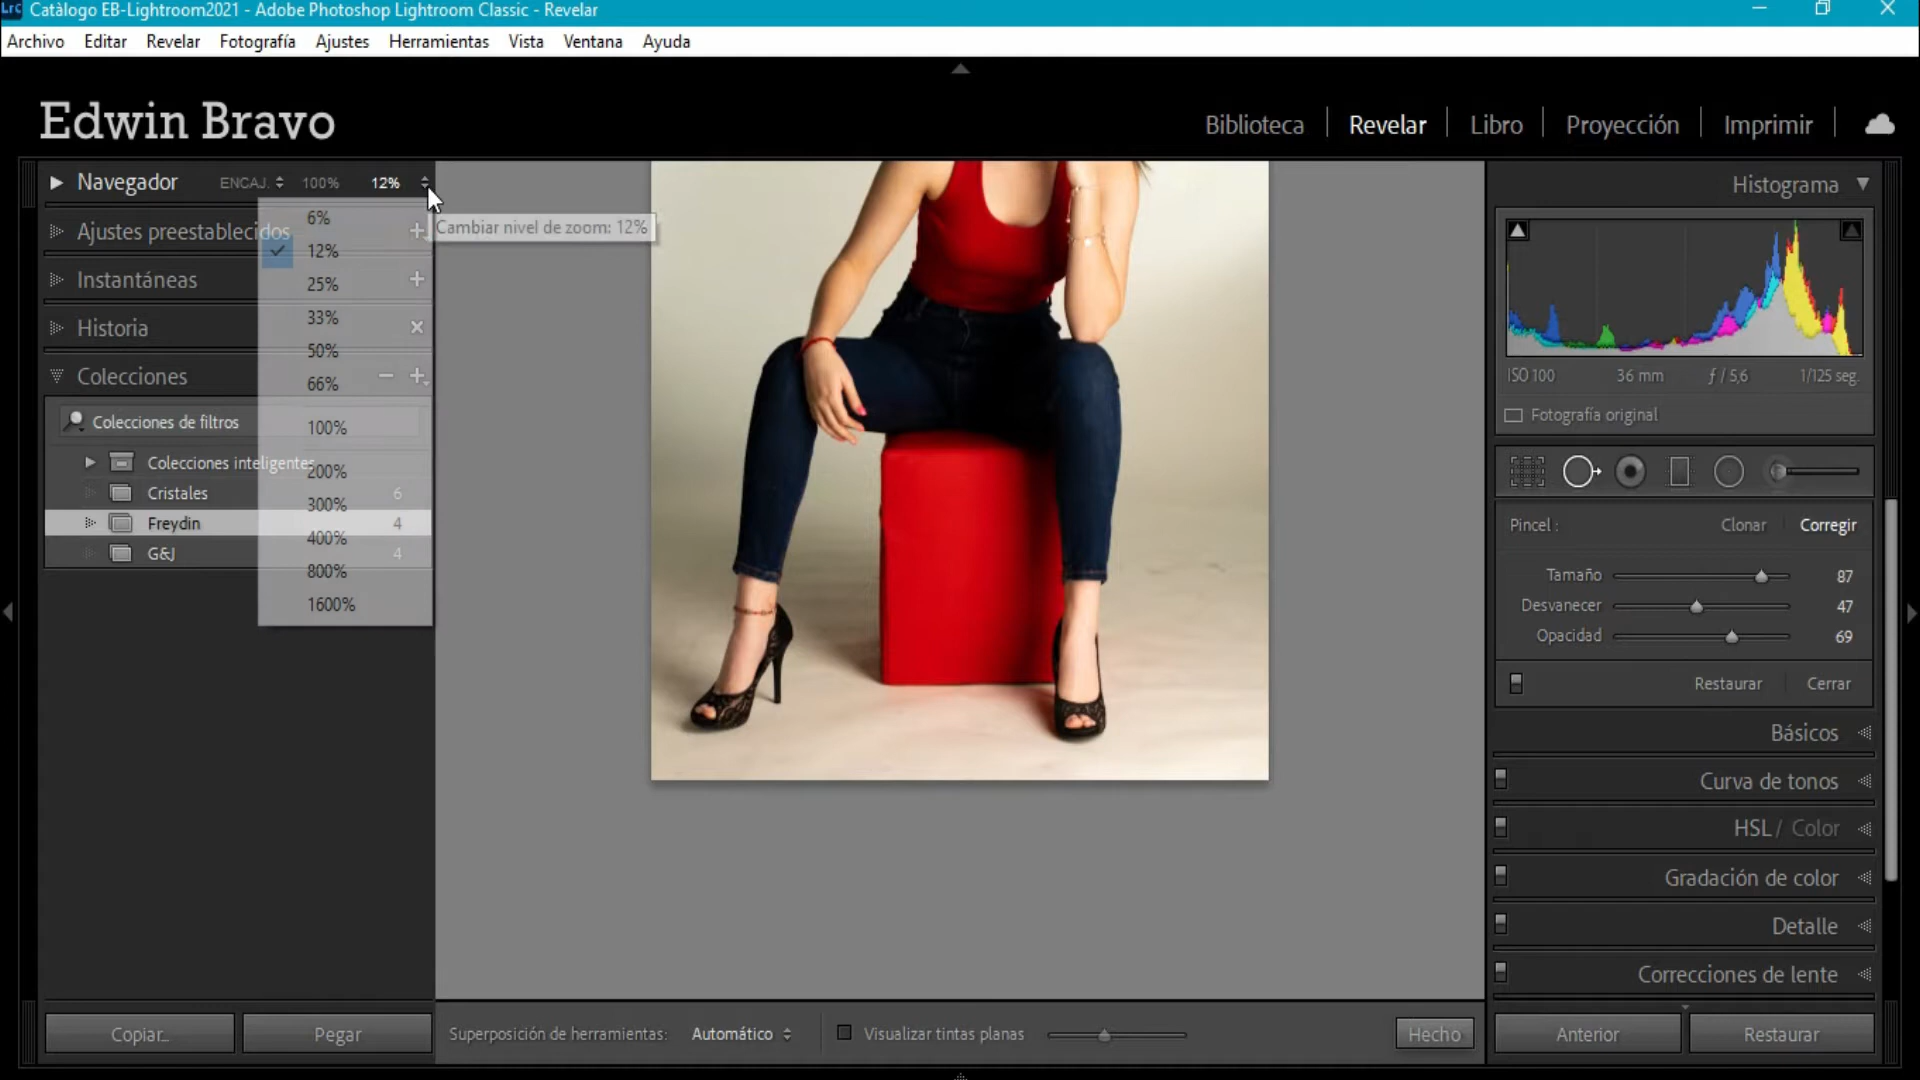 Lrc Catàlogo EB-Lightroom2021 - Adobe Photoshop Lightroom Classic - Revelar
Archivo Editar Revelar Fotografía Ajustes Herramientas Vista Ventana Ayuda
Edwin Bravo
Biblioteca | Revelar | Libro | Proyección | Imprimir |
Navegador ENCAJ. 100% 12%
Cambiar nivel de zoom: 12%
Ajustes preestablecidos +
Instantáneas +
Historia ×
Colecciones − +
Colecciones de filtros
Colecciones inteligentes
Cristales 6
Freydin 4
G&J 4
6%
12%
25%
33%
50%
66%
100%
200%
300%
400%
800%
1600%
Copiar...
Pegar
Superposición de herramientas: Automático
Visualizar tintas planas
Hecho
Histograma
ISO 100 36 mm ƒ / 5,6 1/125 seg.
Fotografía original
Pincel : Clonar Corregir
Tamaño 87
Desvanecer 47
Opacidad 69
Restaurar Cerrar
Básicos
Curva de tonos
HSL / Color
Gradación de color
Detalle
Correcciones de lente
Anterior
Restaurar